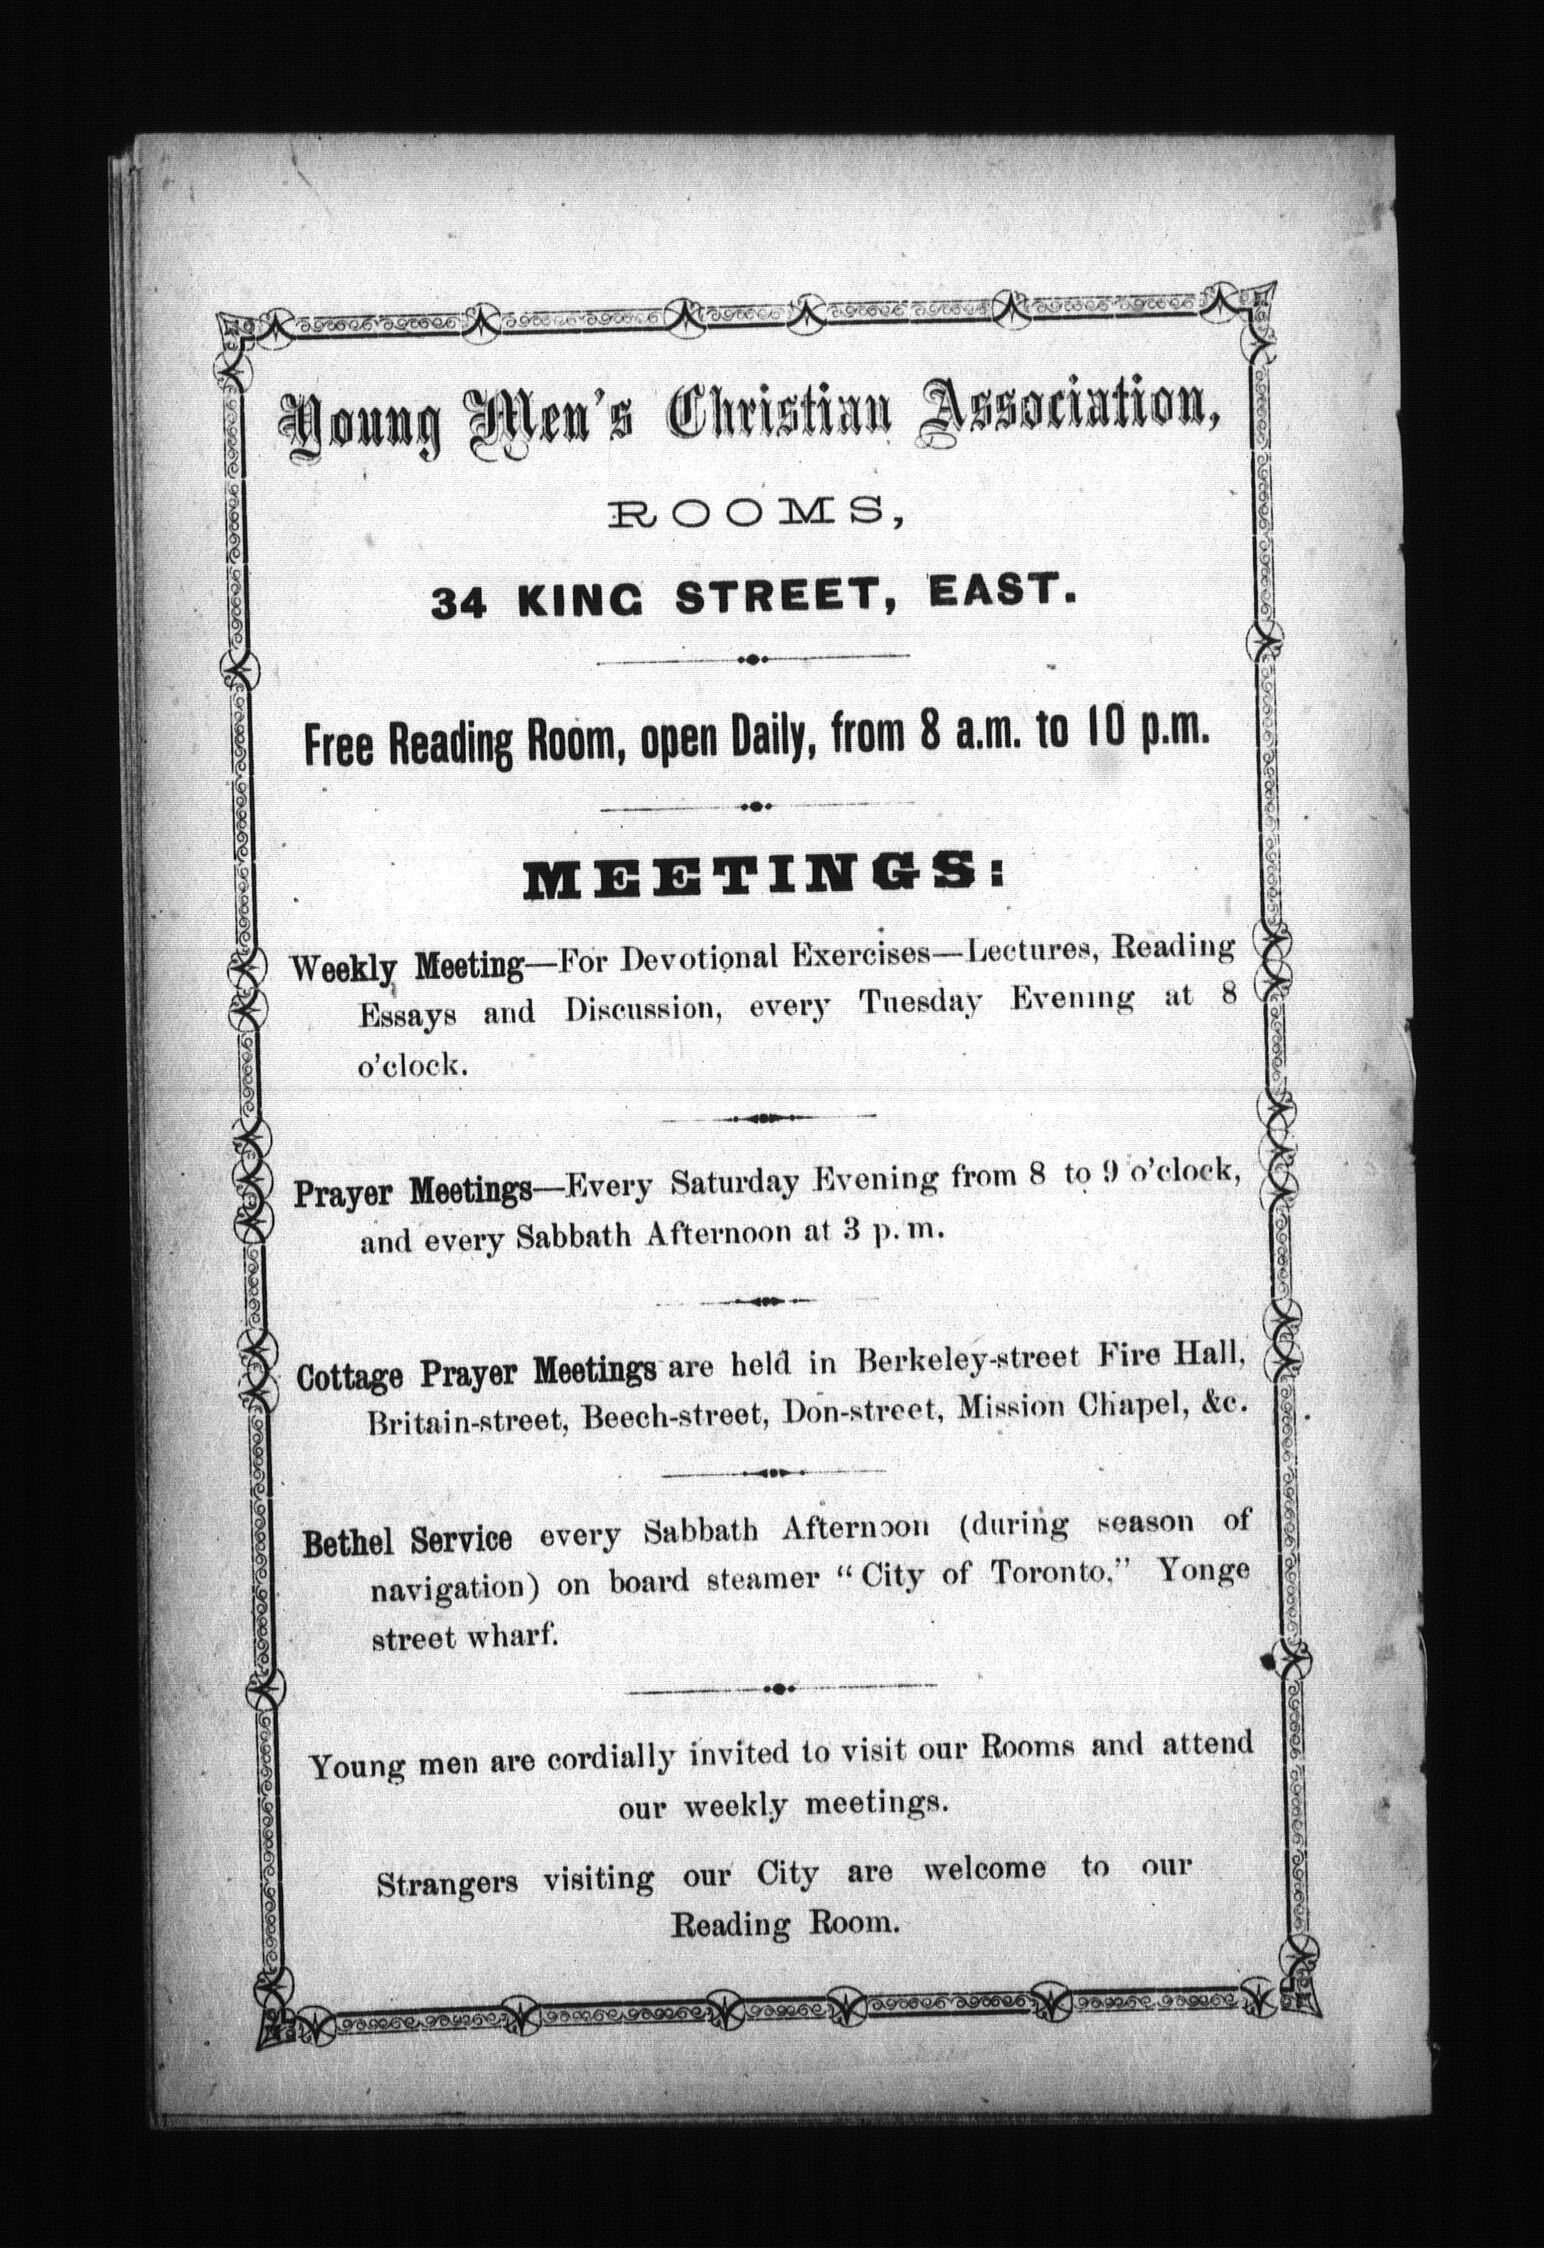 Young Men's Christian Association,
ROOMS,
34 KING STREET, EAST.
Free Reading Room, open Daily, from 8 a.m. to 10 p.m.
MEETINGS:
Weekly Meeting—For Devotional Exercises—Lectures, Reading
Essays and Discussion, every Tuesday Evening at 8
o'clock.
Prayer Meetings—Every Saturday Evening from 8 to 9 o'clock,
and every Sabbath Afternoon at 3 p. m.
Cottage Prayer Meetings are held in Berkeley-street Fire Hall,
Britain-street, Beech-street, Don-street, Mission Chapel, &c.
Bethel Service every Sabbath Afternoon (during season of
navigation) on board steamer "City of Toronto," Yonge
street wharf.
Young men are cordially invited to visit our Rooms and attend
our weekly meetings.
Strangers visiting our City are welcome to our
Reading Room.